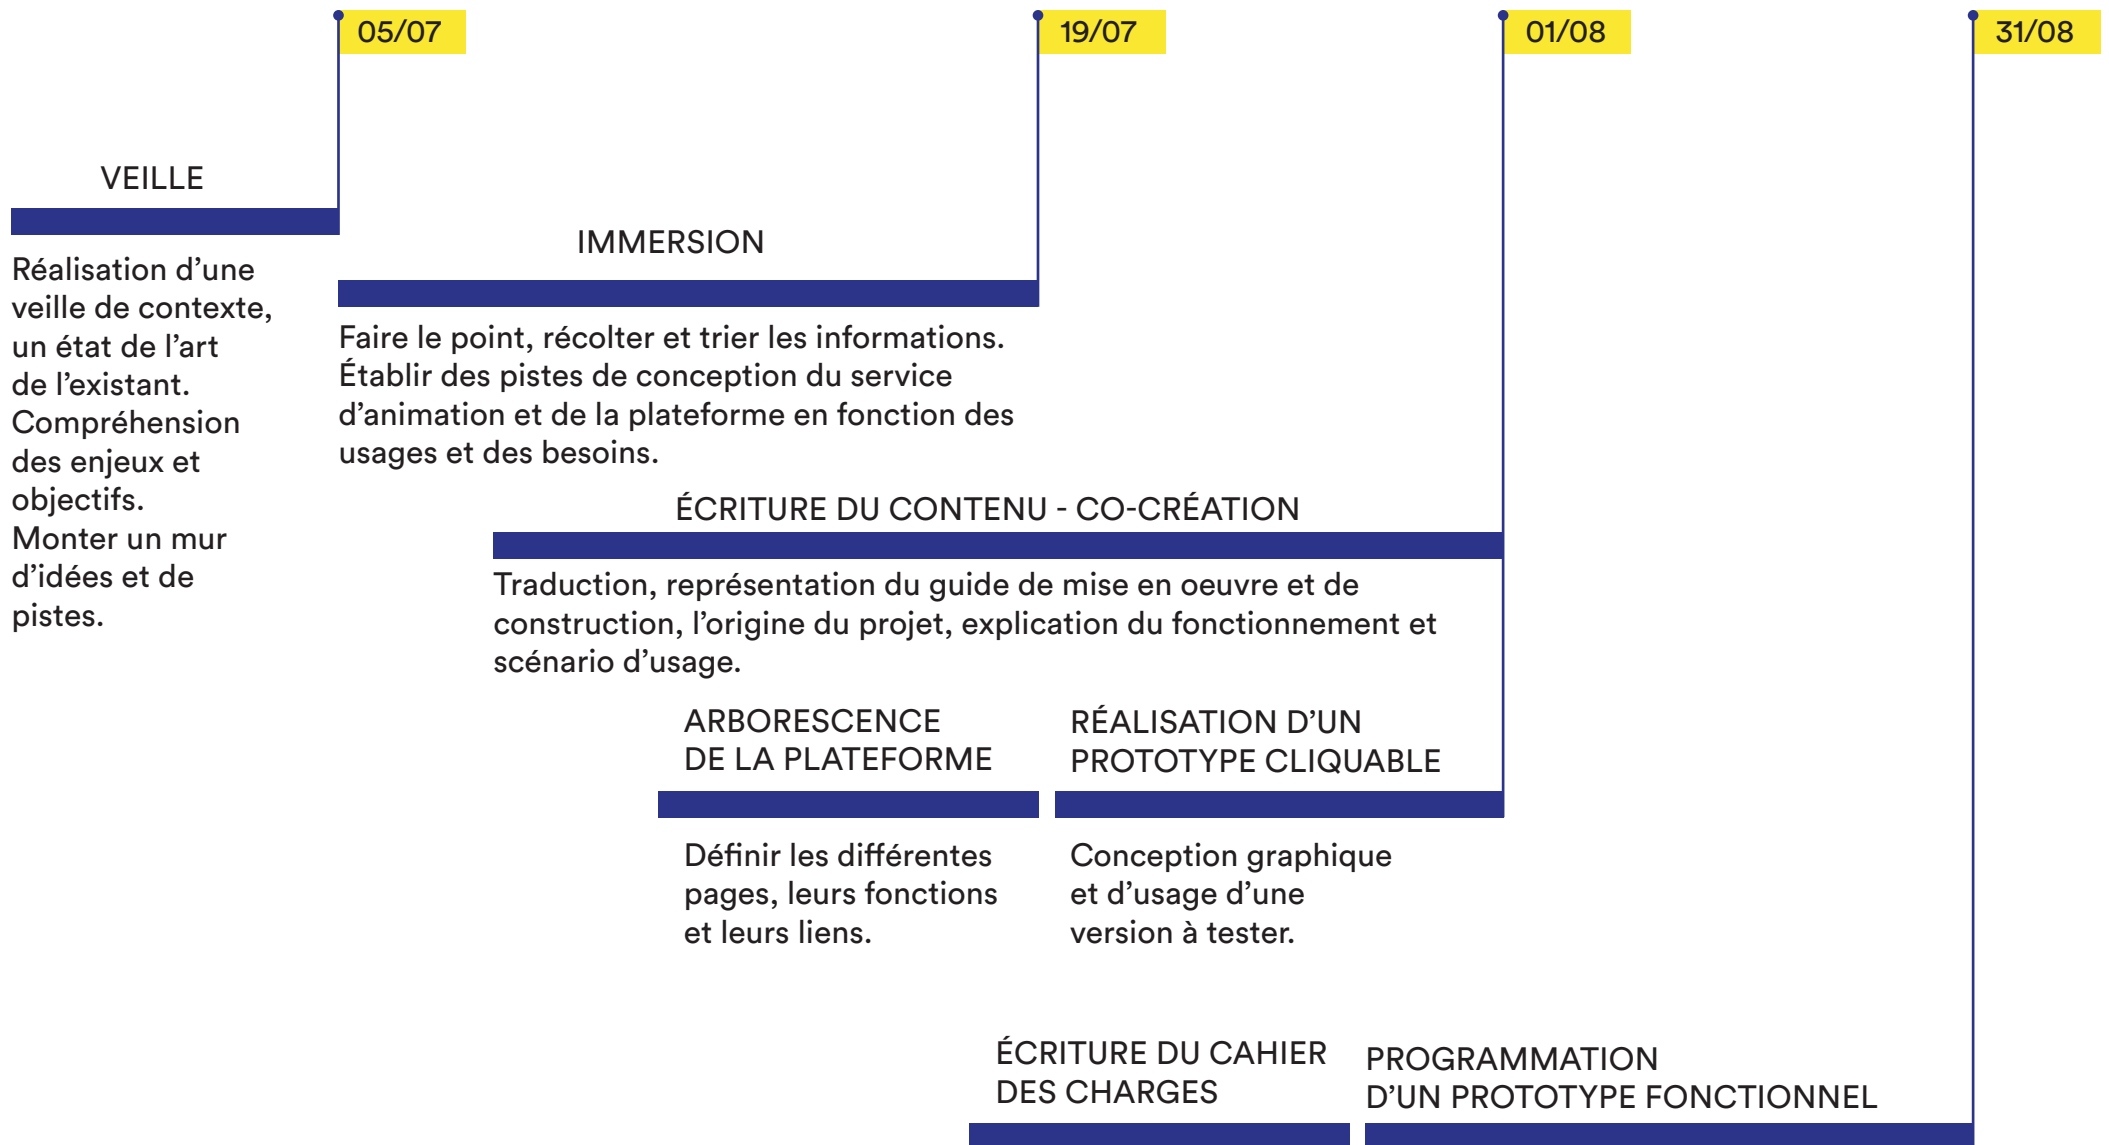 05/07
19/07
01/08
31/08
VEILLE
Réalisation d’une
veille de contexte,
un état de l’art
de l’existant.
Compréhension
des enjeux et
objectifs.
Monter un mur
d’idées et de
pistes.
IMMERSION
Faire le point, récolter et trier les informations.
Établir des pistes de conception du service
d’animation et de la plateforme en fonction des
usages et des besoins.
ÉCRITURE DU CONTENU - CO-CRÉATION
Traduction, représentation du guide de mise en oeuvre et de
construction, l’origine du projet, explication du fonctionnement et
scénario d’usage.
ARBORESCENCE
DE LA PLATEFORME
Définir les différentes
pages, leurs fonctions
et leurs liens.
RÉALISATION D’UN
PROTOTYPE CLIQUABLE
Conception graphique
et d’usage d’une
version à tester.
ÉCRITURE DU CAHIER
DES CHARGES
PROGRAMMATION
D’UN PROTOTYPE FONCTIONNEL